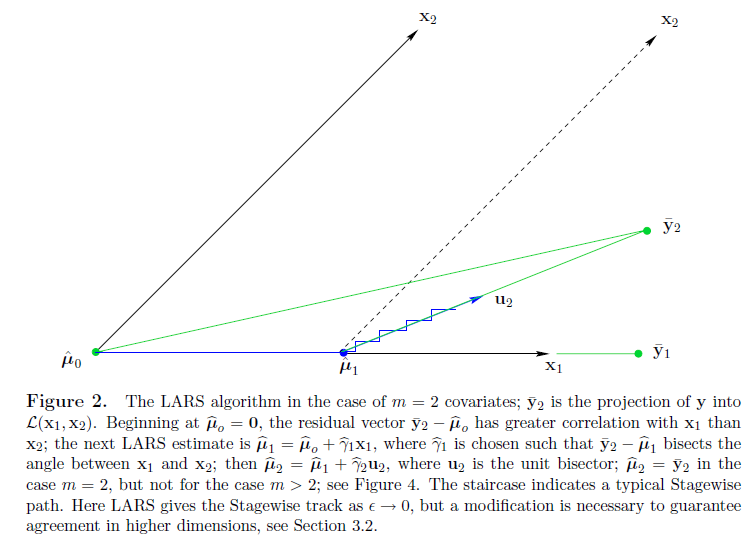 x₂
x₂
ȳ₂
u₂
μ̂₀
μ̂₁
x₁
ȳ₁
Figure 2. The LARS algorithm in the case of m = 2 covariates; ȳ₂ is the projection of y into
𝓛(x₁, x₂). Beginning at μ̂ₒ = 0, the residual vector ȳ₂ − μ̂ₒ has greater correlation with x₁ than
x₂; the next LARS estimate is μ̂₁ = μ̂ₒ + γ̂₁x₁, where γ̂₁ is chosen such that ȳ₂ − μ̂₁ bisects the
angle between x₁ and x₂; then μ̂₂ = μ̂₁ + γ̂₂u₂, where u₂ is the unit bisector; μ̂₂ = ȳ₂ in the
case m = 2, but not for the case m > 2; see Figure 4. The staircase indicates a typical Stagewise
path. Here LARS gives the Stagewise track as ϵ → 0, but a modification is necessary to guarantee
agreement in higher dimensions, see Section 3.2.